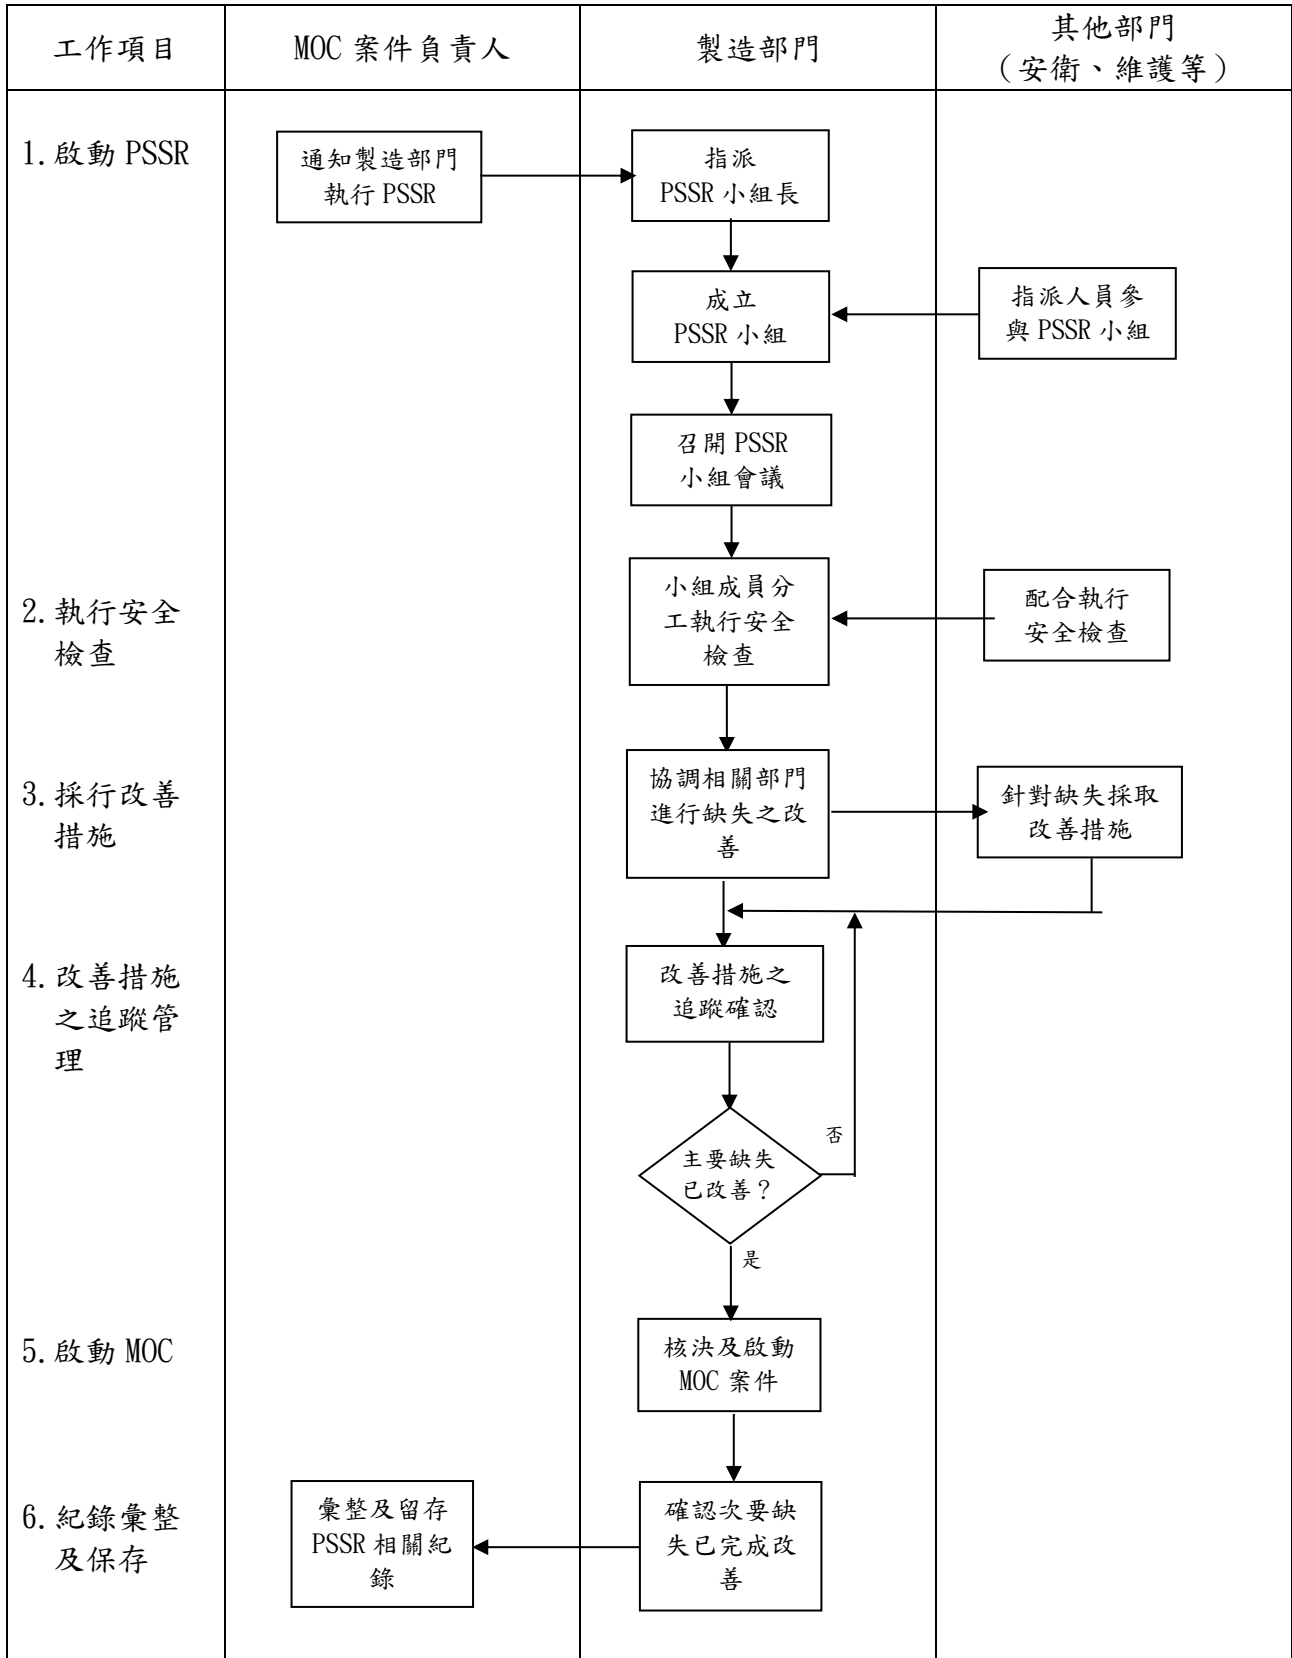 工作項目
MOC 案件負責人
製造部門
其他部門
（安衛、維護等）
1. 啟動 PSSR
通知製造部門
執行 PSSR
指派
PSSR 小組長
成立
PSSR 小組
指派人員參
與 PSSR 小組
召開 PSSR
小組會議
2. 執行安全
檢查
小組成員分
工執行安全
檢查
配合執行
安全檢查
3. 採行改善
措施
協調相關部門
進行缺失之改
善
針對缺失採取
改善措施
4. 改善措施
之追蹤管
理
改善措施之
追蹤確認
主要缺失
已改善？
否
是
5. 啟動 MOC
核決及啟動
MOC 案件
6. 紀錄彙整
及保存
彙整及留存
PSSR 相關紀
錄
確認次要缺
失已完成改
善